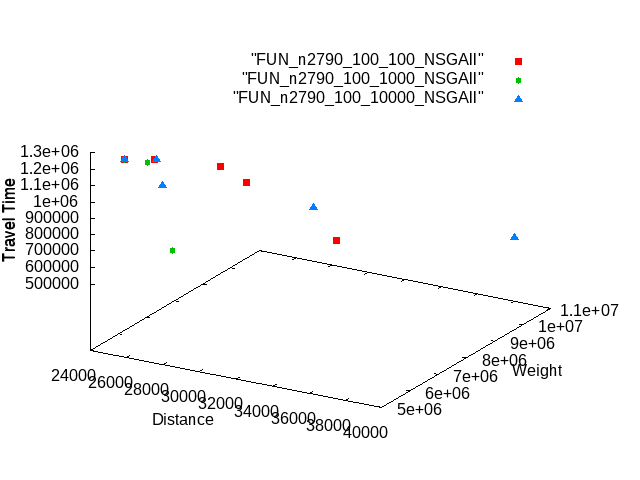 "FUN_n2790_100_100_NSGAII"
"FUN_n2790_100_1000_NSGAII"
"FUN_n2790_100_10000_NSGAII"
1.3e+06
1.2e+06
1.1e+06
1e+06
900000
800000
700000
600000
500000
Travel Time
24000
26000
28000
30000
32000
34000
36000
38000
40000
Distance
5e+06
6e+06
7e+06
8e+06
9e+06
1e+07
1.1e+07
Weight